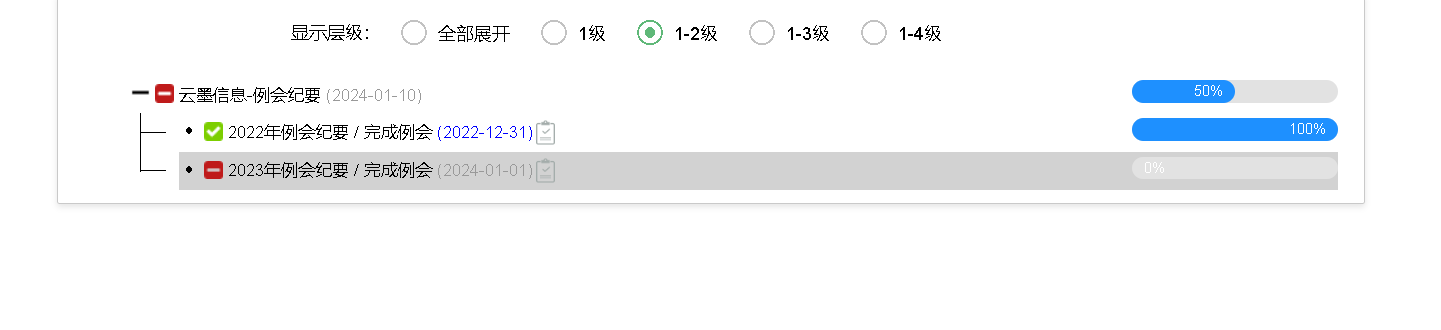 显示层级： 全部展开 1级 1-2级 1-3级 1-4级
云墨信息-例会纪要 (2024-01-10) 50%
2022年例会纪要 / 完成例会 (2022-12-31) 100%
2023年例会纪要 / 完成例会 (2024-01-01) 0%